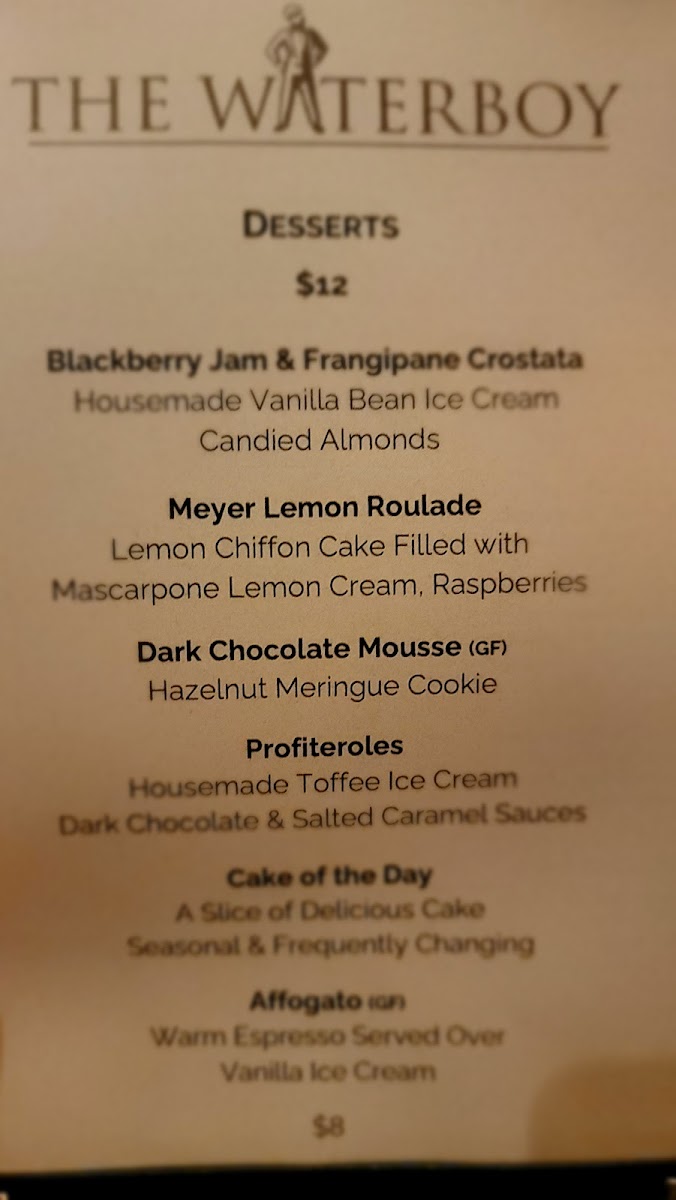 THE WATERBOY
DESSERTS
$12
Blackberry Jam & Frangipane Crostata
Housemade Vanilla Bean Ice Cream
Candied Almonds
Meyer Lemon Roulade
Lemon Chiffon Cake Filled with
Mascarpone Lemon Cream, Raspberries
Dark Chocolate Mousse (GF)
Hazelnut Meringue Cookie
Profiteroles
Housemade Toffee Ice Cream
Dark Chocolate & Salted Caramel Sauces
Cake of the Day
A Slice of Delicious Cake
Seasonal & Frequently Changing
Affogato (GF)
Warm Espresso Served Over
Vanilla Ice Cream
$8